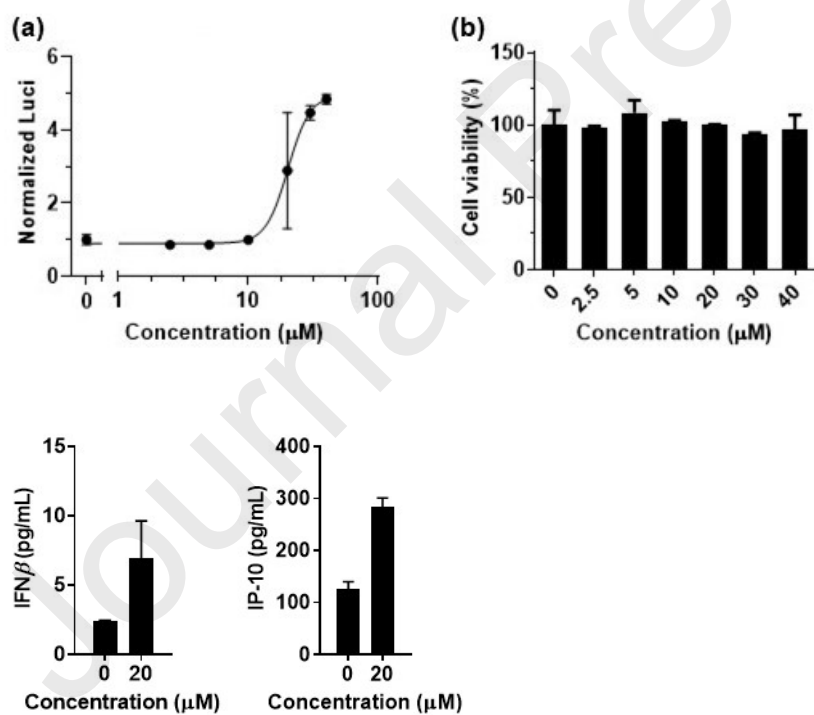 (a)
6
4
2
0
Normalized Luci
0 1 10 100
Concentration (μM)
(b)
150
100
50
0
Cell viability (%)
0 2.5 5 10 20 30 40
Concentration (μM)
15
10
5
0
IFNβ (pg/mL)
0 20
Concentration (μM)
400
300
200
100
0
IP-10 (pg/mL)
0 20
Concentration (μM)
Journal Pre